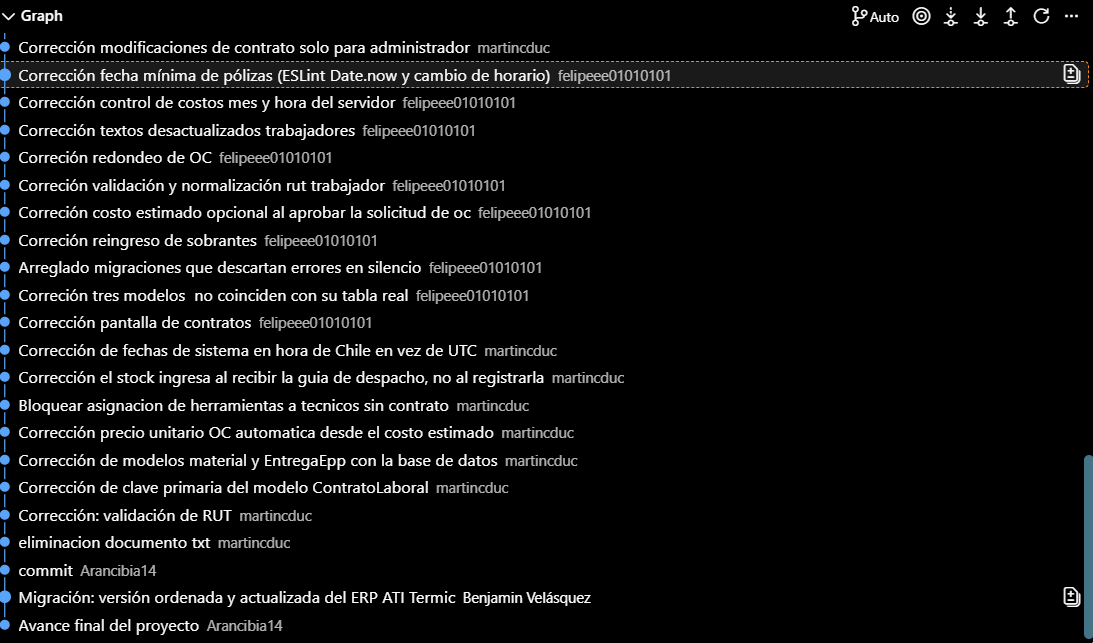 Graph
Auto
Corrección modificaciones de contrato solo para administrador martincduc
Corrección fecha mínima de pólizas (ESLint Date.now y cambio de horario) felipeee01010101
Corrección control de costos mes y hora del servidor felipeee01010101
Corrección textos desactualizados trabajadores felipeee01010101
Correción redondeo de OC felipeee01010101
Correción validación y normalización rut trabajador felipeee01010101
Correción costo estimado opcional al aprobar la solicitud de oc felipeee01010101
Correción reingreso de sobrantes felipeee01010101
Arreglado migraciones que descartan errores en silencio felipeee01010101
Correción tres modelos  no coinciden con su tabla real felipeee01010101
Corrección pantalla de contratos felipeee01010101
Corrección de fechas de sistema en hora de Chile en vez de UTC martincduc
Corrección el stock ingresa al recibir la guia de despacho, no al registrarla martincduc
Bloquear asignacion de herramientas a tecnicos sin contrato martincduc
Corrección precio unitario OC automatica desde el costo estimado martincduc
Corrección de modelos material y EntregaEpp con la base de datos martincduc
Corrección de clave primaria del modelo ContratoLaboral martincduc
Corrección: validación de RUT martincduc
eliminacion documento txt martincduc
commit Arancibia14
Migración: versión ordenada y actualizada del ERP ATI Termic Benjamin Velásquez
Avance final del proyecto Arancibia14